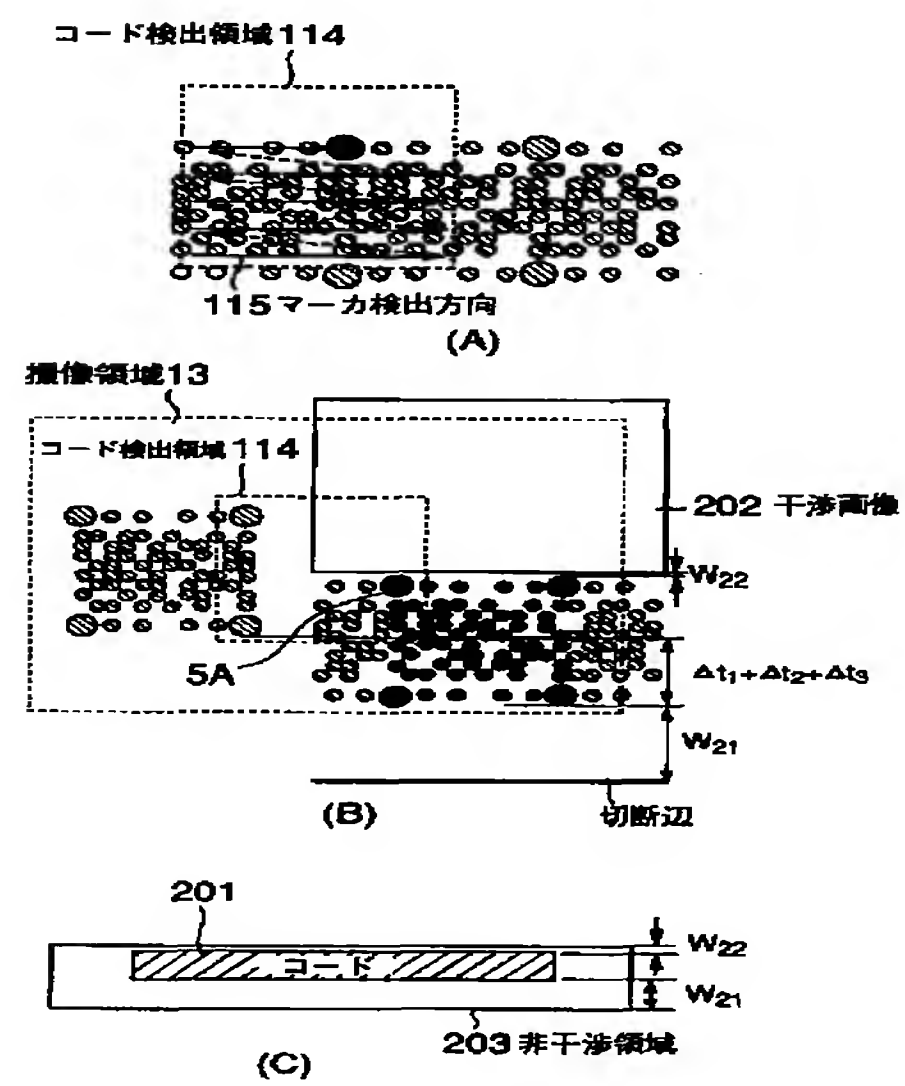 コード検出領域114
115マーカ検出方向
(A)
撮像領域13
コード検出領域114
202 干渉画像
W22
5A
Δt1+Δt2+Δt3
W21
切断辺
(B)
201
コード
W22
W21
203 非干渉領域
(C)